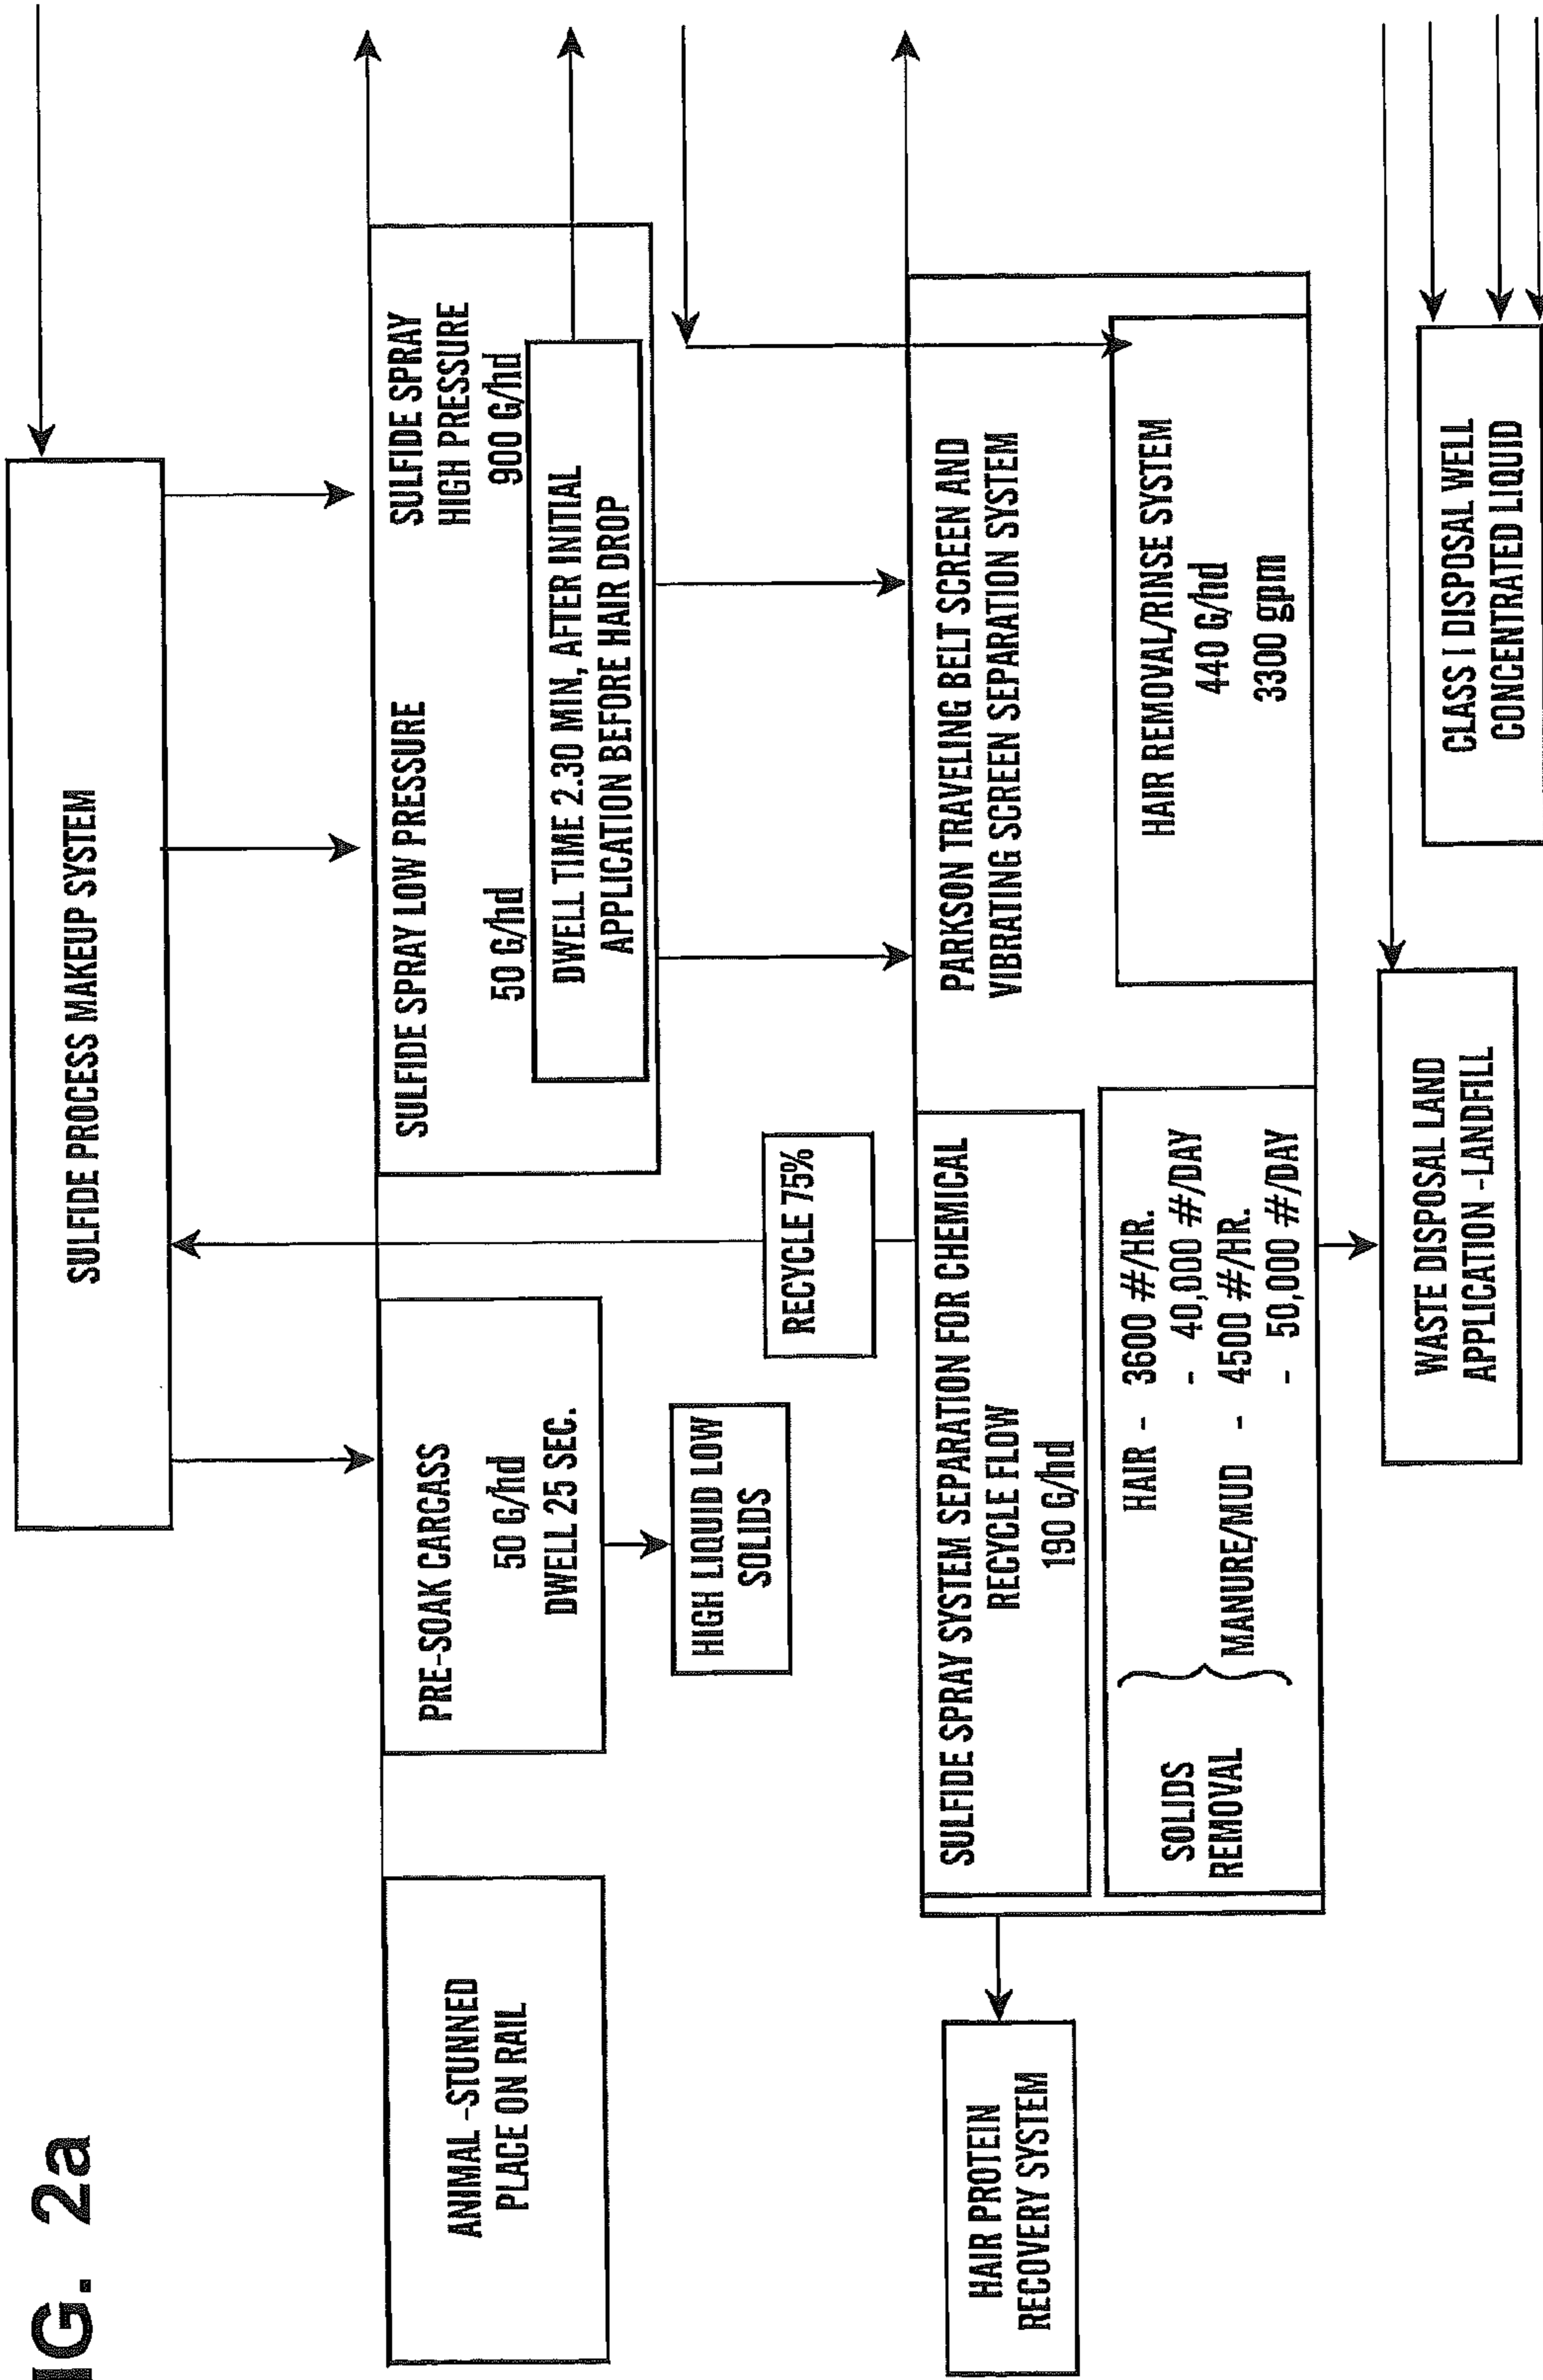 IG. 2a
SULFIDE PROCESS MAKEUP SYSTEM
ANIMAL -STUNNED
PLACE ON RAIL
PRE-SOAK CARCASS
50 G/hd
DWELL 25 SEC.
HIGH LIQUID LOW
SOLIDS
SULFIDE SPRAY LOW PRESSURE
50 G/hd
SULFIDE SPRAY
HIGH PRESSURE
900 G/hd
DWELL TIME 2.30 MIN, AFTER INITIAL
APPLICATION BEFORE HAIR DROP
RECYCLE 75%
HAIR PROTEIN
RECOVERY SYSTEM
SULFIDE SPRAY SYSTEM SEPARATION FOR CHEMICAL
RECYCLE FLOW
190 G/hd
SOLIDS
REMOVAL
HAIR - 3600 #/HR.
- 40,000 #/DAY
MANURE/MUD - 4500 #/HR.
- 50,000 #/DAY
PARKSON TRAVELING BELT SCREEN AND
VIBRATING SCREEN SEPARATION SYSTEM
HAIR REMOVAL/RINSE SYSTEM
440 G/hd
3300 gpm
WASTE DISPOSAL LAND
APPLICATION -LANDFILL
CLASS I DISPOSAL WELL
CONCENTRATED LIQUID